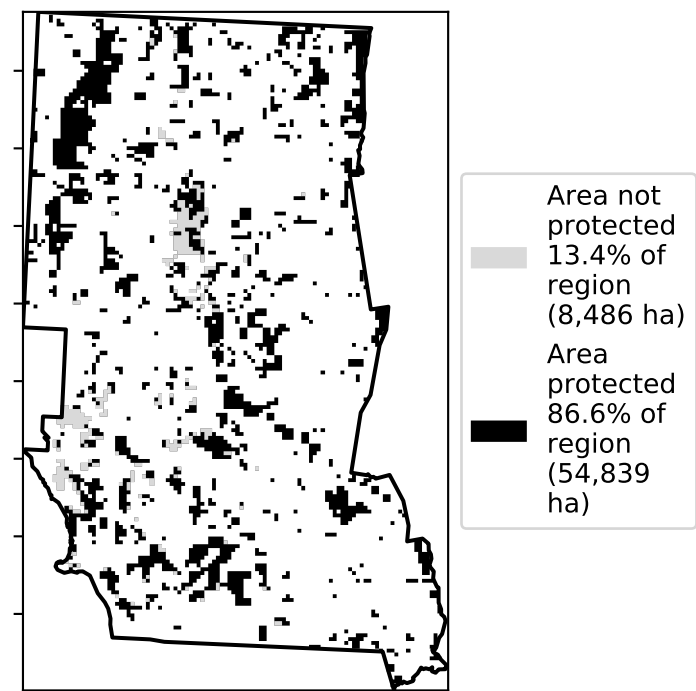 Area not
protected
13.4% of
region
(8,486 ha)
Area
protected
86.6% of
region
(54,839
ha)